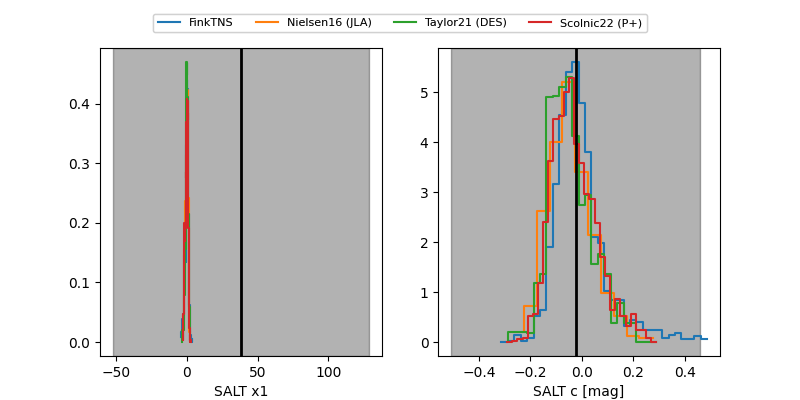 FinkTNS Nielsen16 (JLA) Taylor21 (DES) Scolnic22 (P+)
0.4
0.3
0.2
0.1
0.0
−50 0 50 100
SALT x1
5
4
3
2
1
0
−0.4 −0.2 0.0 0.2 0.4
SALT c [mag]